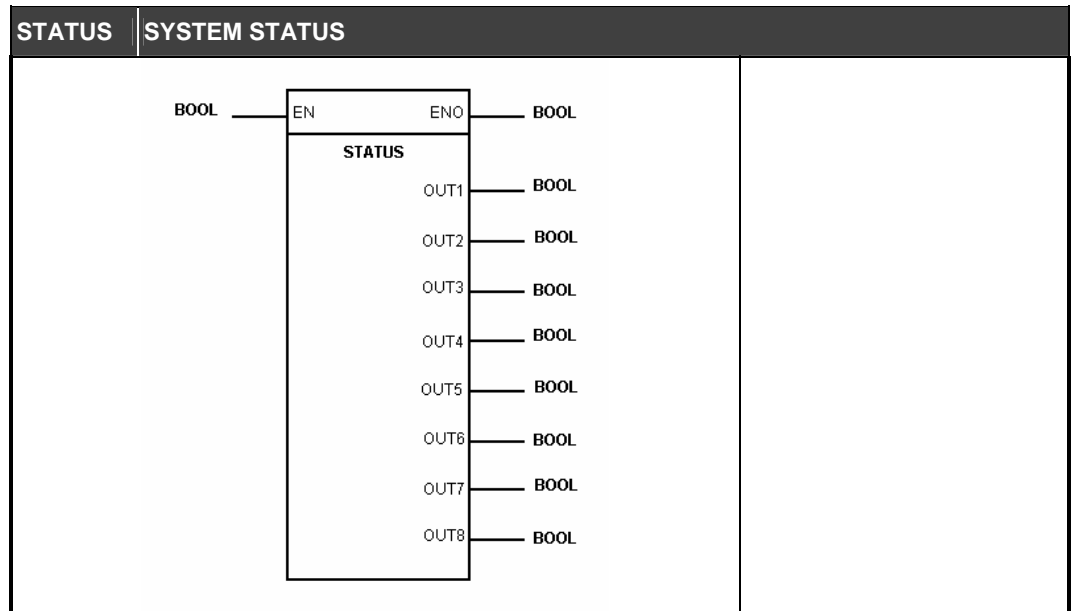 STATUS SYSTEM STATUS
BOOL EN ENO BOOL
STATUS
OUT1 BOOL
OUT2 BOOL
OUT3 BOOL
OUT4 BOOL
OUT5 BOOL
OUT6 BOOL
OUT7 BOOL
OUT8 BOOL